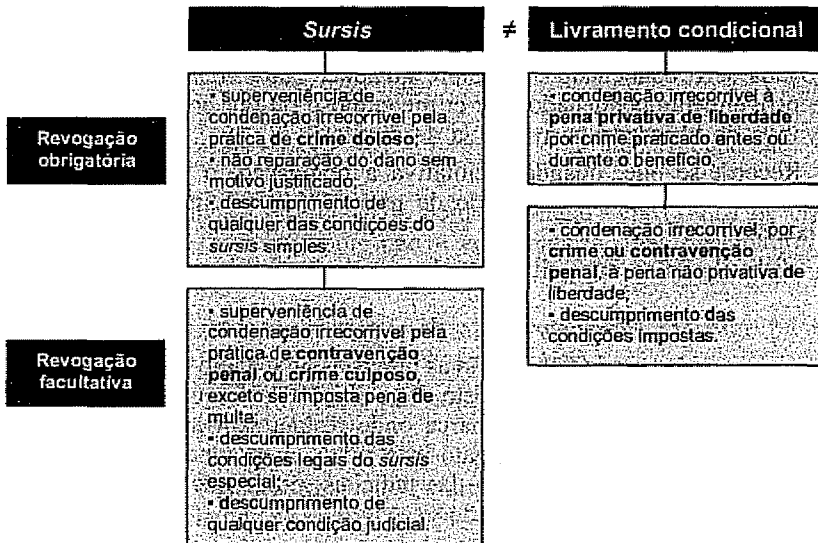 Sursis ≠ Livramento condicional
Revogação
obrigatória
▪ superveniência de
condenação irrecorrível pela
prática de crime doloso;
▪ não reparação do dano sem
motivo justificado;
▪ descumprimento de
qualquer das condições do
sursis simples
▪ condenação irrecorrível à
pena privativa de liberdade
por crime praticado antes ou
durante o benefício
Revogação
facultativa
▪ superveniência de
condenação irrecorrível pela
prática de contravenção
penal ou crime culposo,
exceto se imposta pena de
multa;
▪ descumprimento das
condições legais do sursis
especial;
▪ descumprimento de
qualquer condição judicial
▪ condenação irrecorrível, por
crime ou contravenção
penal, à pena não privativa de
liberdade;
▪ descumprimento das
condições impostas.